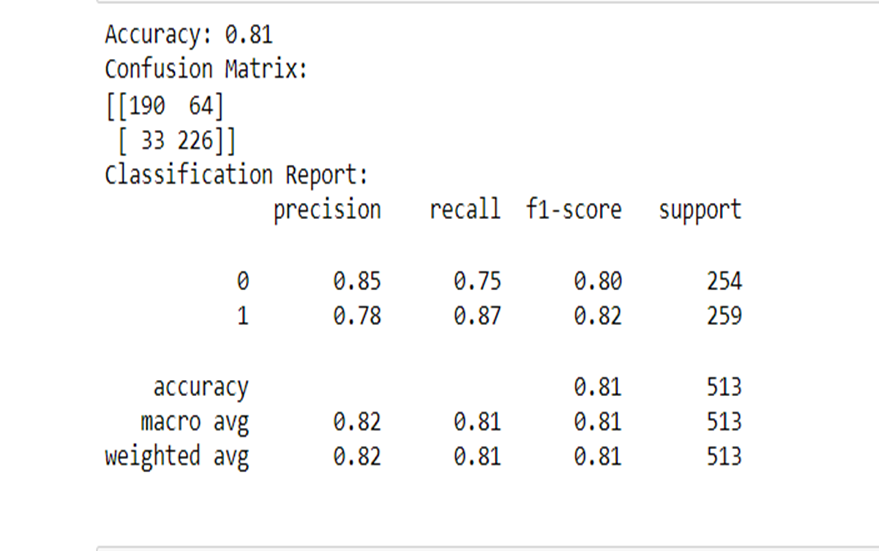 Accuracy: 0.81
Confusion Matrix:
[[190  64]
 [ 33 226]]
Classification Report:
              precision    recall  f1-score   support

           0       0.85      0.75      0.80       254
           1       0.78      0.87      0.82       259

    accuracy                           0.81       513
   macro avg       0.82      0.81      0.81       513
weighted avg       0.82      0.81      0.81       513